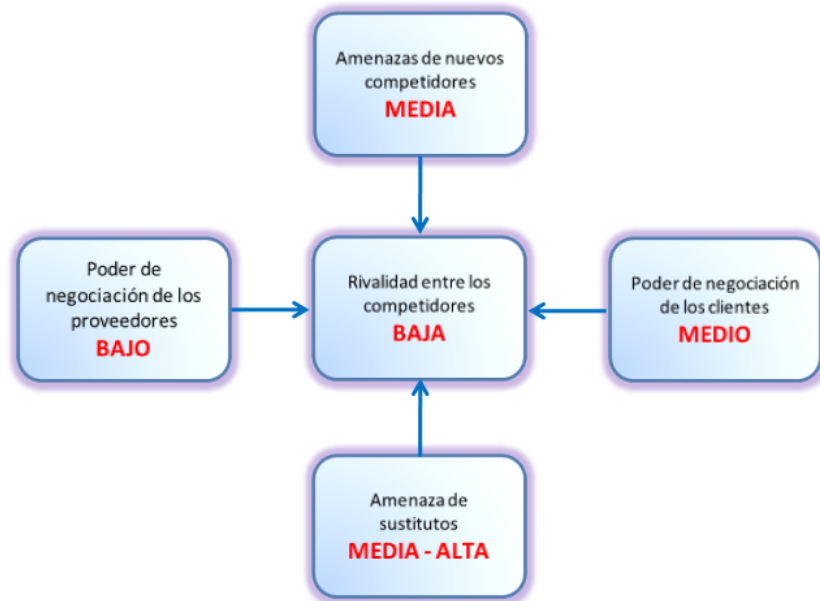 Amenazas de nuevos
competidores
MEDIA
Poder de
negociación de los
proveedores
BAJO
Rivalidad entre los
competidores
BAJA
Poder de negociación
de los clientes
MEDIO
Amenaza de
sustitutos
MEDIA - ALTA